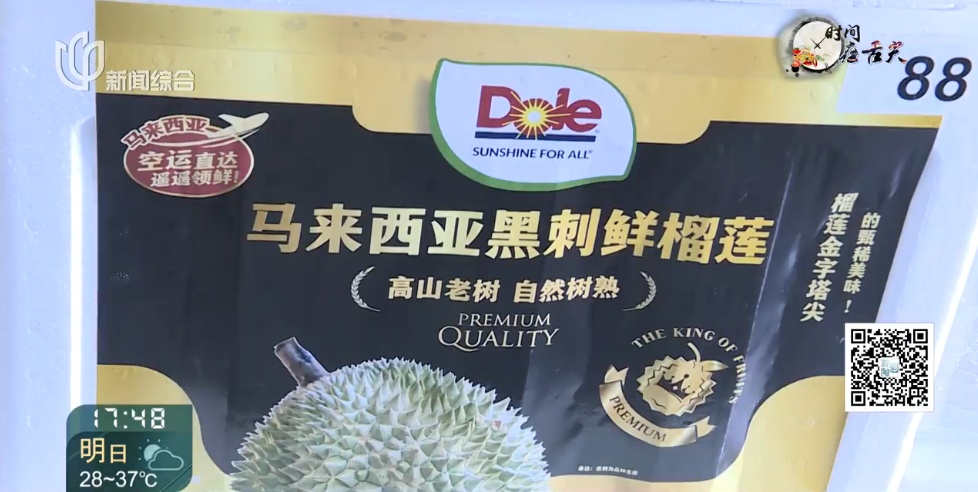 新闻综合
时间
88
马来西亚
空运直达
遥遥领鲜!
Dole
SUNSHINE FOR ALL
马来西亚黑刺鲜榴莲
高山老树 自然树熟
PREMIUM
QUALITY
榴莲金字塔尖
的甄稀美味!
THE KING OF FRUITS
PREMIUM
17:48
明日
28~37℃